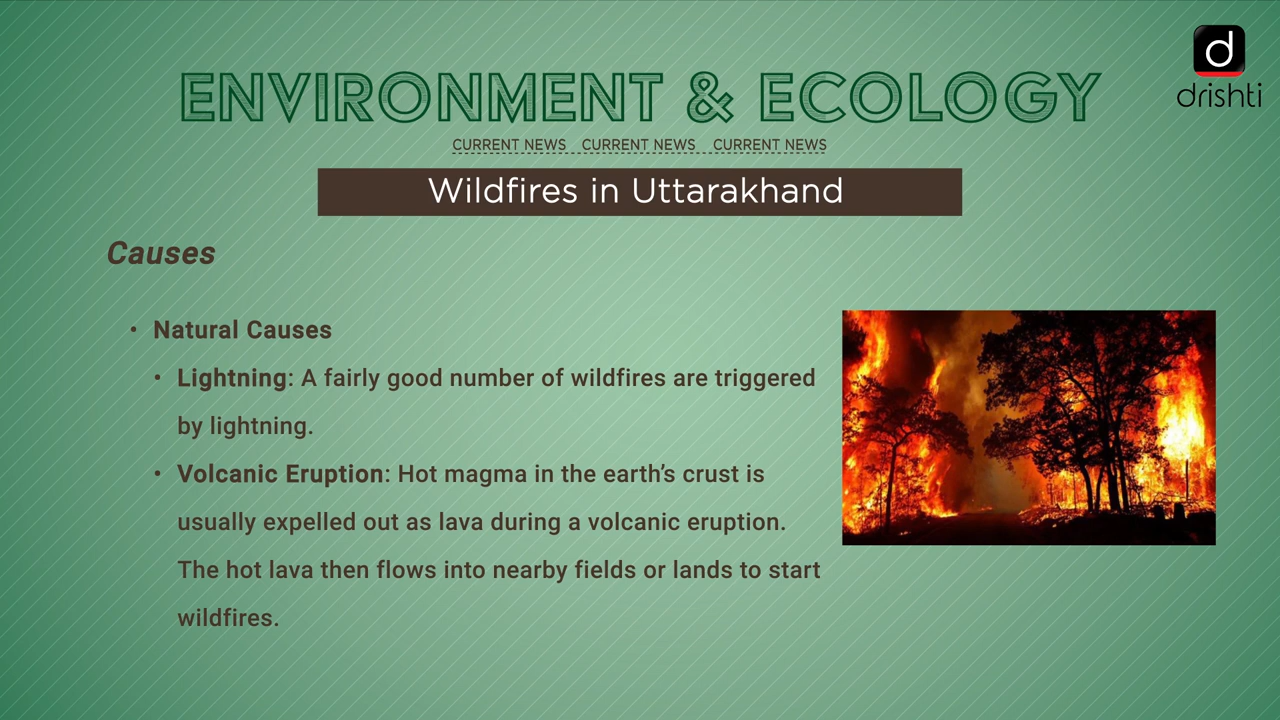 d
drishti
ENVIRONMENT & ECOLOGY
CURRENT NEWS CURRENT NEWS CURRENT NEWS
Wildfires in Uttarakhand
Causes
• Natural Causes
• Lightning: A fairly good number of wildfires are triggered
by lightning.
• Volcanic Eruption: Hot magma in the earth’s crust is
usually expelled out as lava during a volcanic eruption.
The hot lava then flows into nearby fields or lands to start
wildfires.